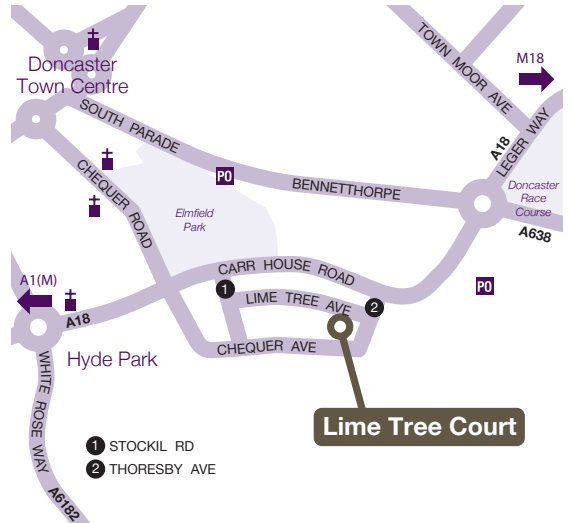 TOWN MOOR AVE
M18
Doncaster
Town Centre
SOUTH PARADE
A18
LEGER WAY
CHEQUER ROAD
PO
BENNETTHORPE
Doncaster
Race
Course
Elmfield
Park
A638
A1(M)
CARR HOUSE ROAD
PO
1
LIME TREE AVE
2
A18
CHEQUER AVE
Hyde Park
WHITE ROSE WAY
Lime Tree Court
1 STOCKIL RD
2 THORESBY AVE
A6182